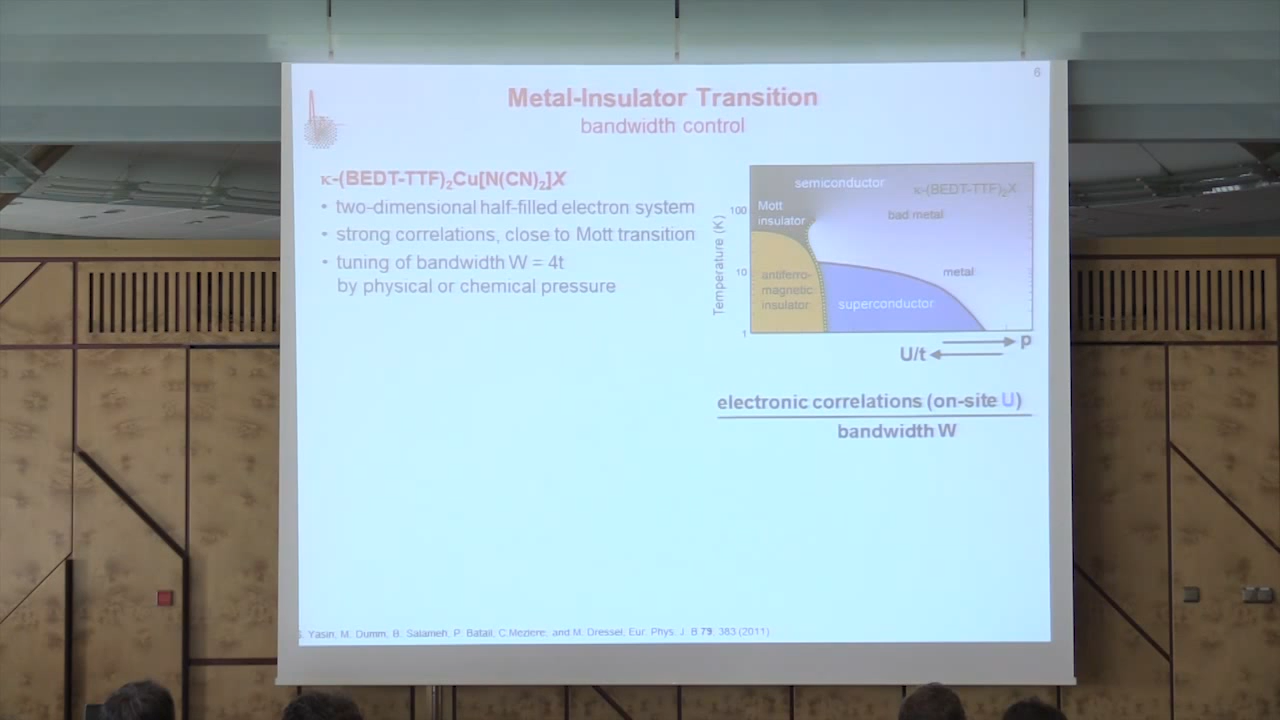 6
Metal-Insulator Transition
bandwidth control
κ-(BEDT-TTF)₂Cu[N(CN)₂]X
• two-dimensional half-filled electron system
• strong correlations, close to Mott transition
• tuning of bandwidth W = 4t
by physical or chemical pressure
semiconductor
κ-(BEDT-TTF)₂X
Mott
insulator
bad metal
metal
antiferro-
magnetic
insulator
superconductor
Temperature (K)
100
10
1
p
U/t
electronic correlations (on-site U)
bandwidth W
S. Yasin, M. Dumm, B. Salameh, P. Batail, C. Meziere, and M. Dressel, Eur. Phys. J. B 79, 383 (2011)